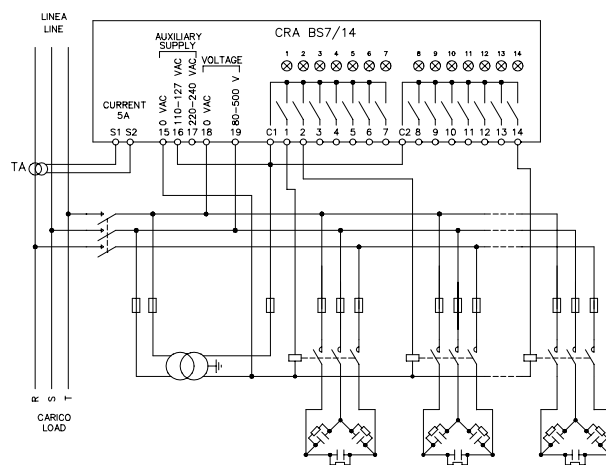 LINEA
LINE
CRA BS7/14
AUXILIARY
SUPPLY
VOLTAGE
1 2 3 4 5 6 7
8 9 10 11 12 13 14
CURRENT
5A
0 VAC
110-127 VAC
220-240 VAC
0 VAC
80-500 V
S1 S2 15 16 17 18 19 C1 1 2 3 4 5 6 7 C2 8 9 10 11 12 13 14
TA
R S T
CARICO
LOAD